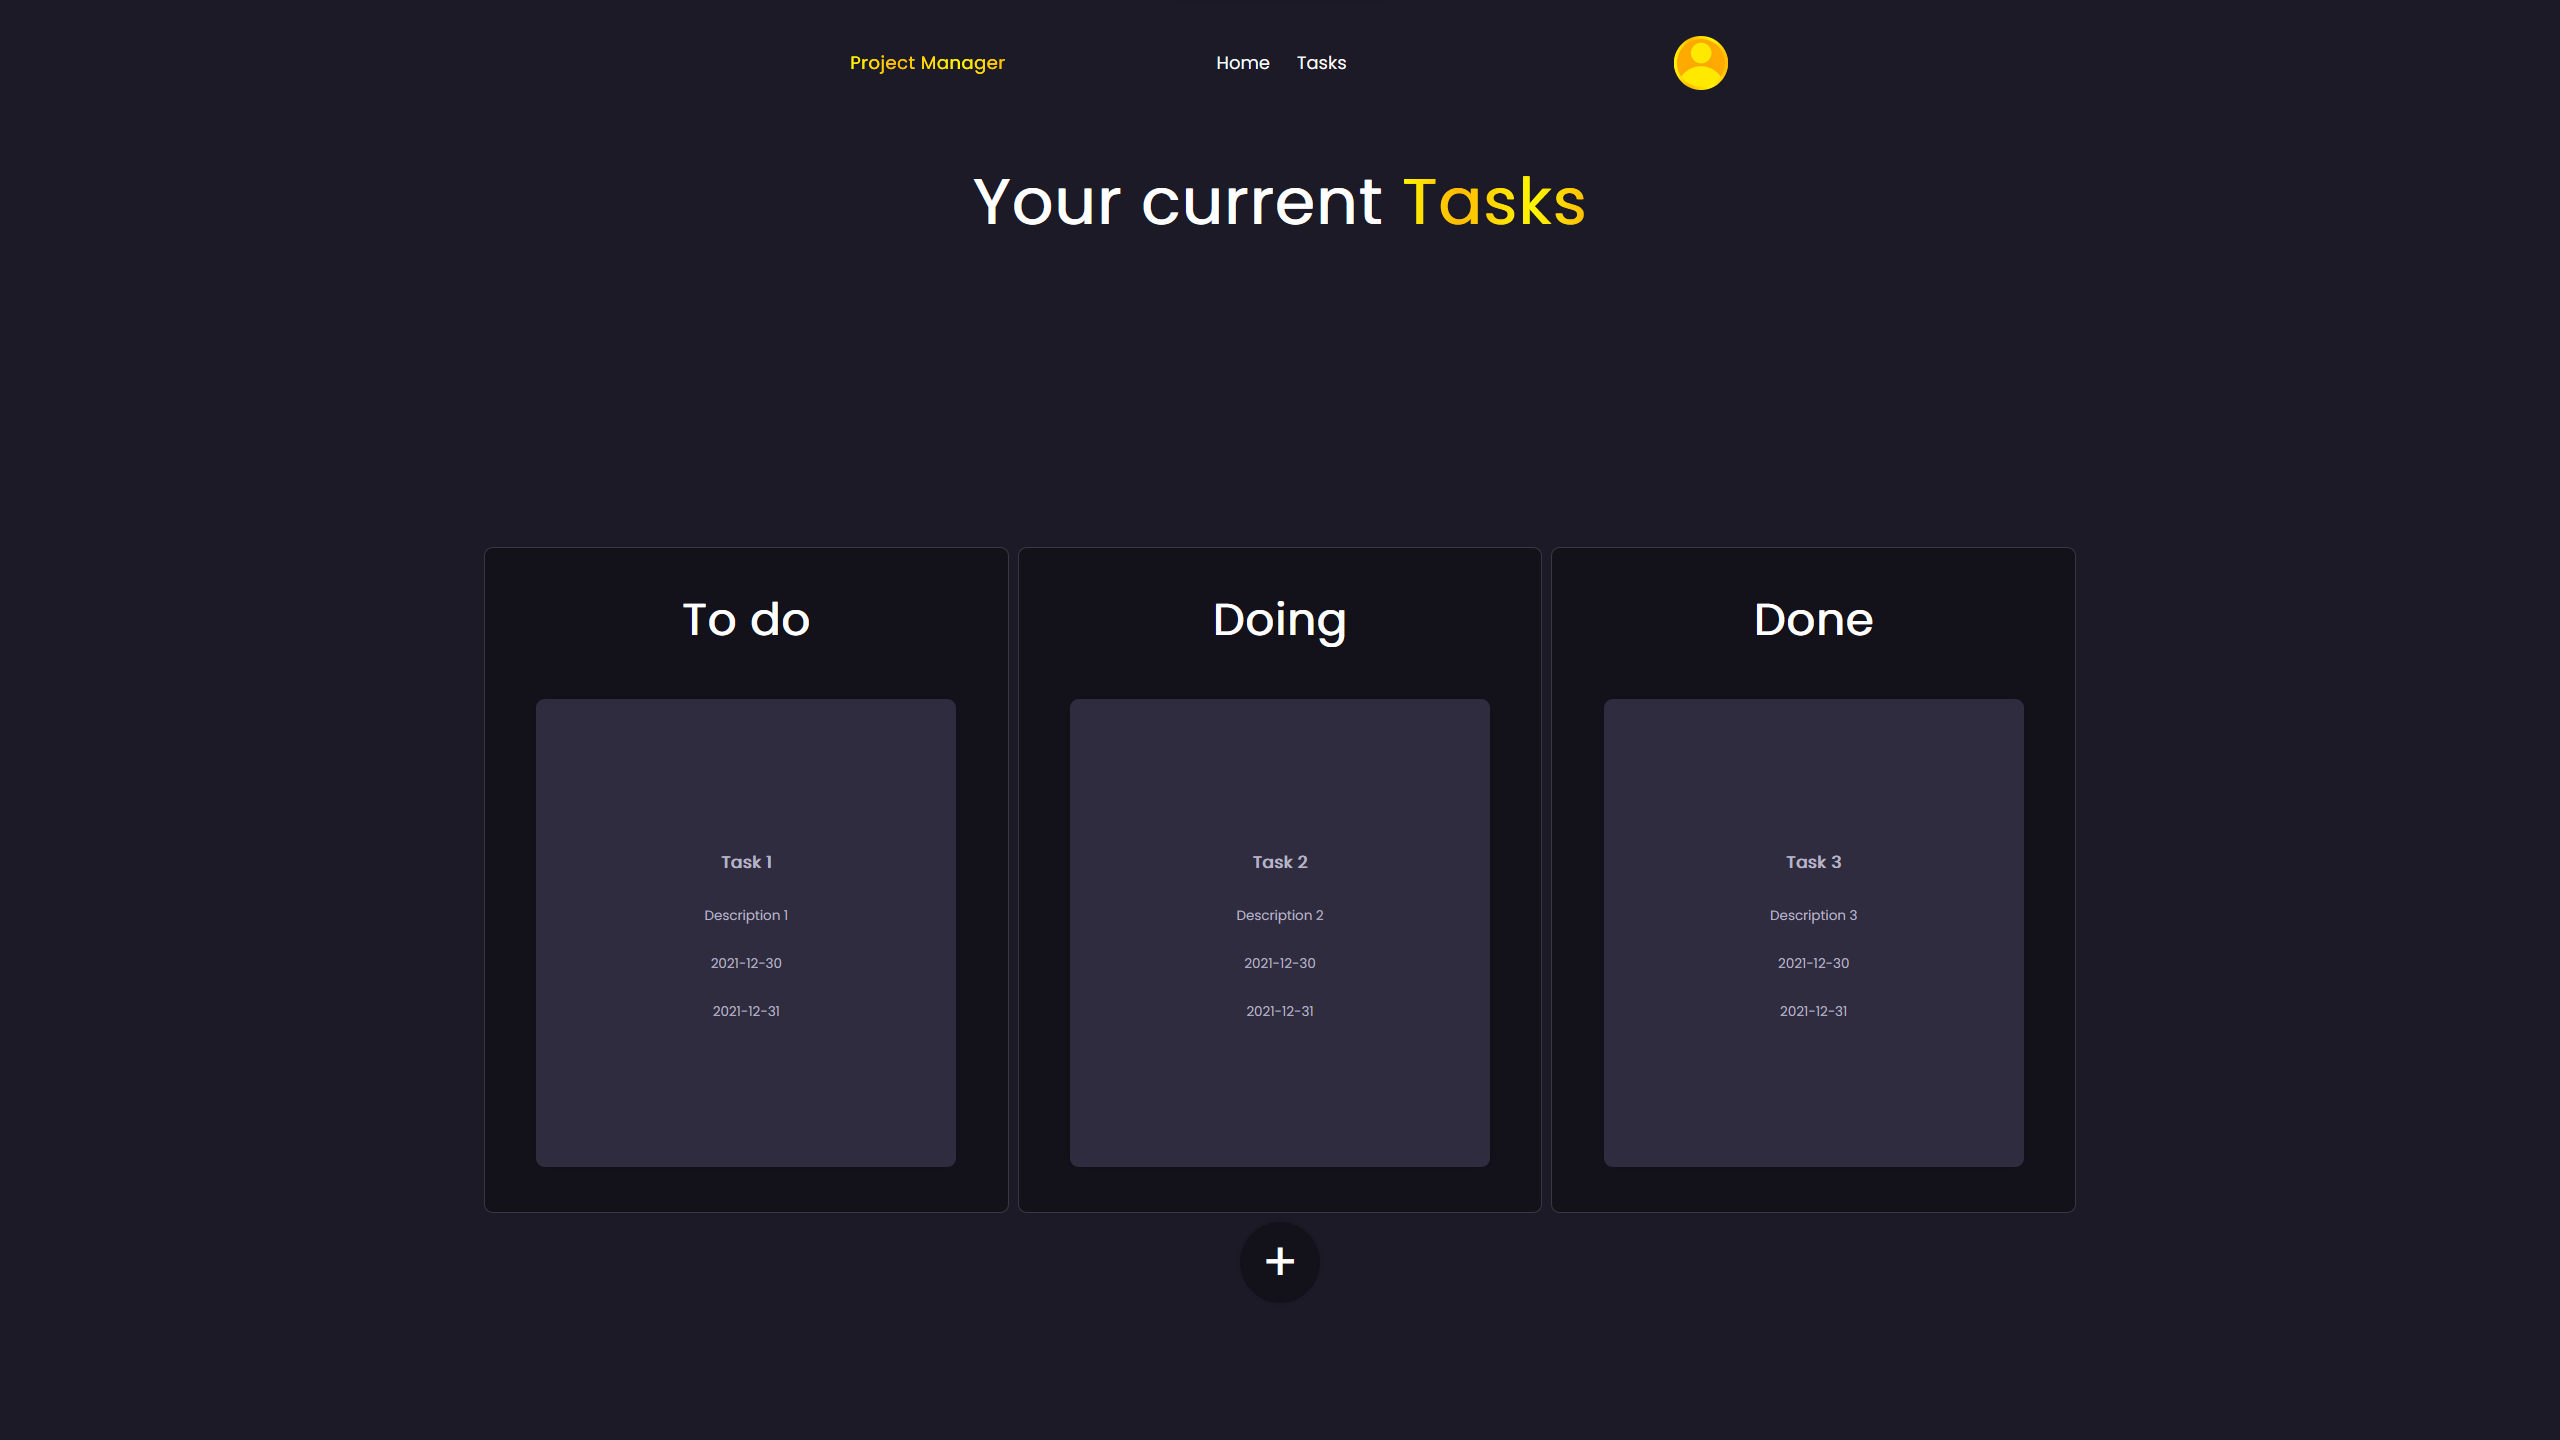 Project Manager
Home
Tasks
Your current Tasks
To do
Task 1
Description 1
2021-12-30
2021-12-31
Doing
Task 2
Description 2
2021-12-30
2021-12-31
Done
Task 3
Description 3
2021-12-30
2021-12-31
+